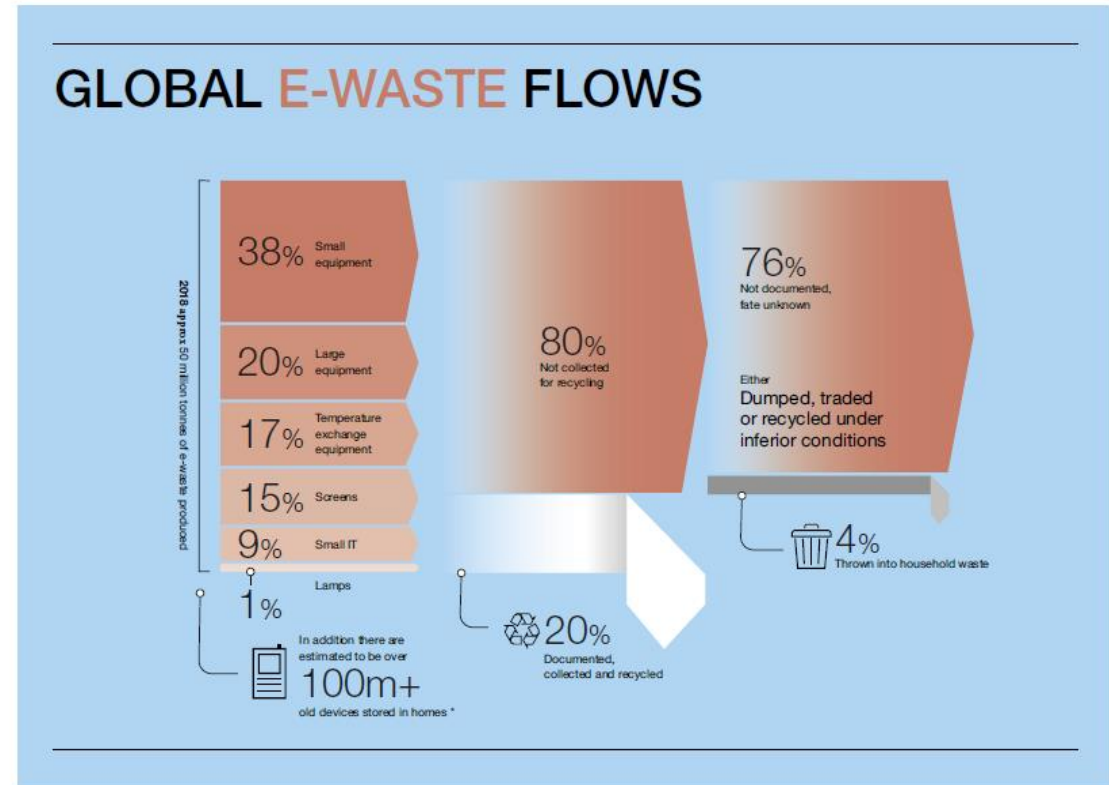 GLOBAL E-WASTE FLOWS
2018 approx 50 million tonnes of e-waste produced
38% Small
equipment
20% Large
equipment
17% Temperature
exchange
equipment
15% Screens
9% Small IT
Lamps
1%
In addition there are
estimated to be over
100m+
old devices stored in homes *
80%
Not collected
for recycling
20%
Documented,
collected and recycled
76%
Not documented,
fate unknown
Either
Dumped, traded
or recycled under
inferior conditions
4%
Thrown into household waste